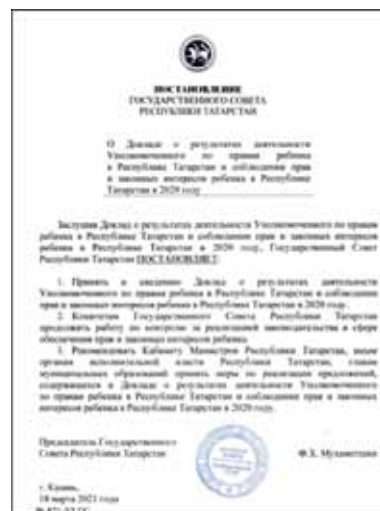 ПОСТАНОВЛЕНИЕ
ГОСУДАРСТВЕННОГО СОВЕТА
РЕСПУБЛИКИ ТАТАРСТАН
О Докладе о результатах деятельности
Уполномоченного по правам ребенка
в Республике Татарстан и соблюдении прав
и законных интересов ребенка в Республике
Татарстан в 2020 году
Заслушав Доклад о результатах деятельности Уполномоченного по правам
ребенка в Республике Татарстан и соблюдении прав и законных интересов
ребенка в Республике Татарстан в 2020 году, Государственный Совет
Республики Татарстан ПОСТАНОВЛЯЕТ:
1. Принять к сведению Доклад о результатах деятельности
Уполномоченного по правам ребенка в Республике Татарстан и соблюдении
прав и законных интересов ребенка в Республике Татарстан в 2020 году.
2. Комитетам Государственного Совета Республики Татарстан
продолжить работу по контролю за реализацией законодательства в сфере
обеспечения прав и законных интересов ребенка.
3. Рекомендовать Кабинету Министров Республики Татарстан, иным
органам исполнительной власти Республики Татарстан, главам
муниципальных образований принять меры по реализации предложений,
содержащихся в Докладе о результатах деятельности Уполномоченного
по правам ребенка в Республике Татарстан и соблюдении прав и законных
интересов ребенка в Республике Татарстан в 2020 году.
Председатель Государственного
Совета Республики Татарстан
Ф.Х. Мухаметшин
г. Казань,
18 марта 2021 года